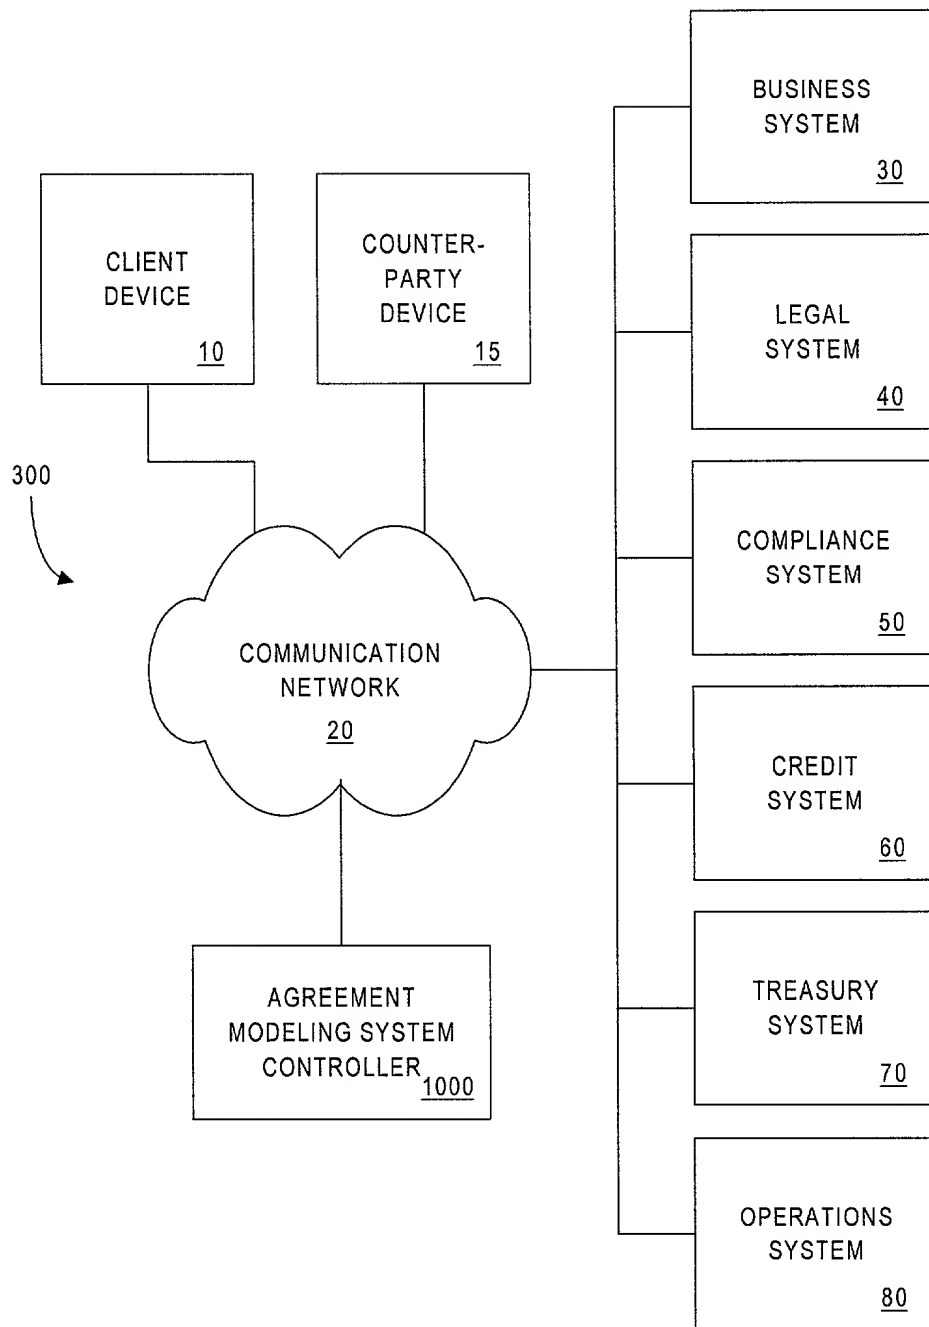 BUSINESS
SYSTEM
30
CLIENT
DEVICE
10
COUNTER-
PARTY
DEVICE
15
LEGAL
SYSTEM
40
300
COMPLIANCE
SYSTEM
50
COMMUNICATION
NETWORK
20
CREDIT
SYSTEM
60
AGREEMENT
MODELING SYSTEM
CONTROLLER
1000
TREASURY
SYSTEM
70
OPERATIONS
SYSTEM
80